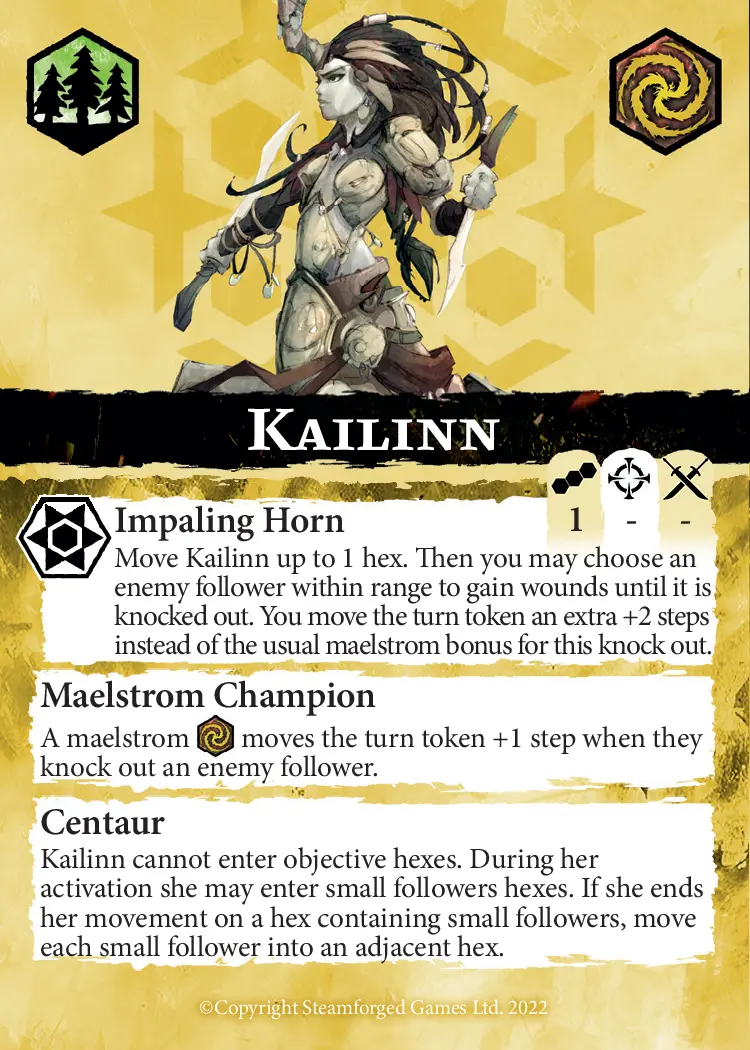 Kailinn
1 - -
Impaling Horn
Move Kailinn up to 1 hex. Then you may choose an
enemy follower within range to gain wounds until it is
knocked out. You move the turn token an extra +2 steps
instead of the usual maelstrom bonus for this knock out.
Maelstrom Champion
A maelstrom moves the turn token +1 step when they
knock out an enemy follower.
Centaur
Kailinn cannot enter objective hexes. During her
activation she may enter small followers hexes. If she ends
her movement on a hex containing small followers, move
each small follower into an adjacent hex.
©Copyright Steamforged Games Ltd. 2022